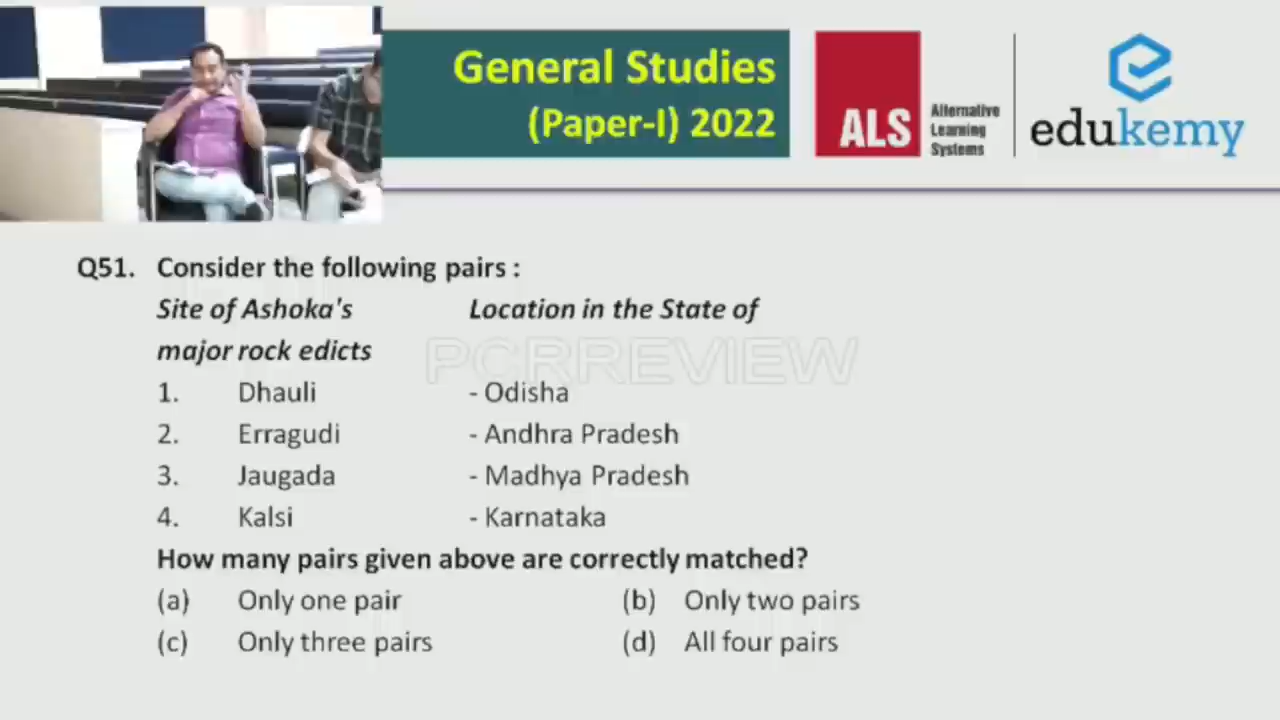 General Studies
(Paper-I) 2022
ALS
Alternative
Learning
Systems
edukemy
Q51. Consider the following pairs :
Site of Ashoka's Location in the State of
major rock edicts
PCRREVIEW
1. Dhauli - Odisha
2. Erragudi - Andhra Pradesh
3. Jaugada - Madhya Pradesh
4. Kalsi - Karnataka
How many pairs given above are correctly matched?
(a) Only one pair (b) Only two pairs
(c) Only three pairs (d) All four pairs